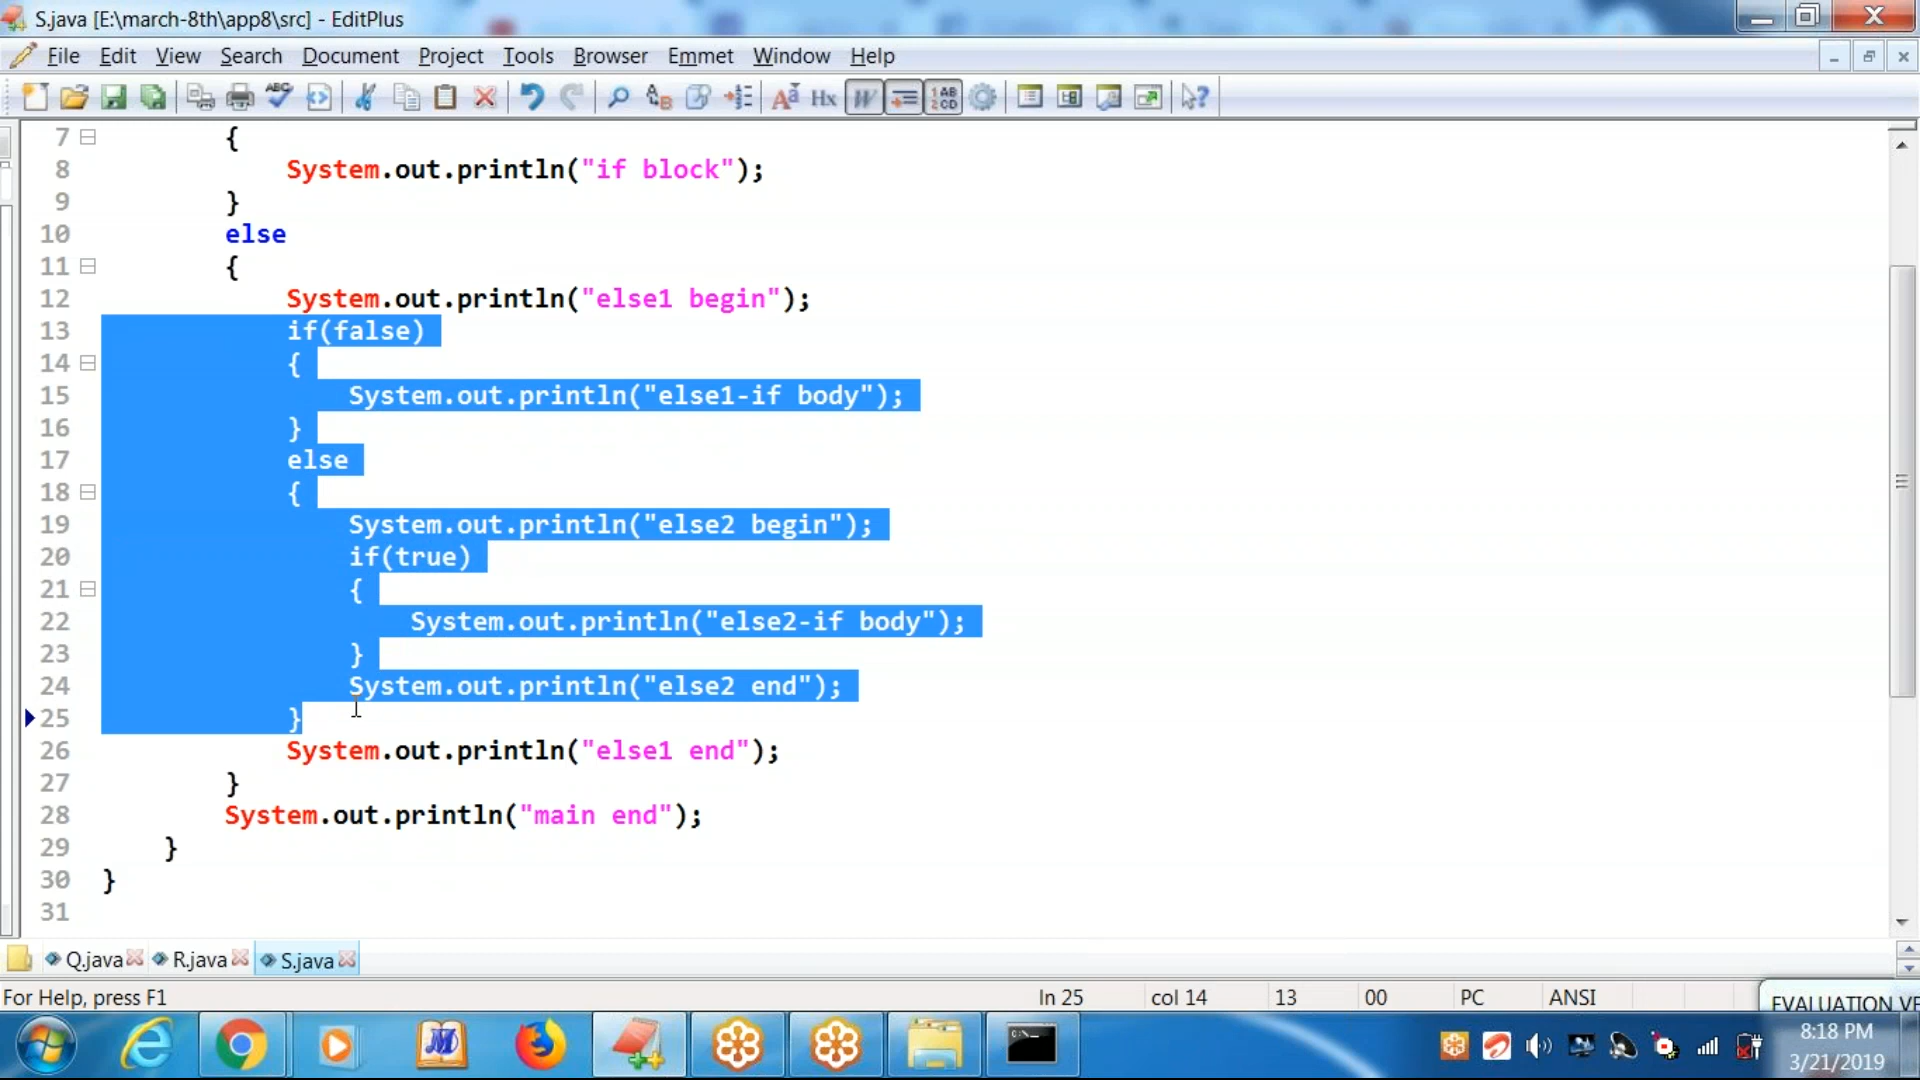 S.java [E:\march-8th\app8\src] - EditPlus
File Edit View Search Document Project Tools Browser Emmet Window Help
7 {
8 System.out.println("if block");
9 }
10 else
11 {
12 System.out.println("else1 begin");
13 if(false)
14 {
15 System.out.println("else1-if body");
16 }
17 else
18 {
19 System.out.println("else2 begin");
20 if(true)
21 {
22 System.out.println("else2-if body");
23 }
24 System.out.println("else2 end");
25 }
26 System.out.println("else1 end");
27 }
28 System.out.println("main end");
29 }
30 }
31
Q.java R.java S.java
For Help, press F1 ln 25 col 14 13 00 PC ANSI
EVALUATION VE
8:18 PM
3/21/2019